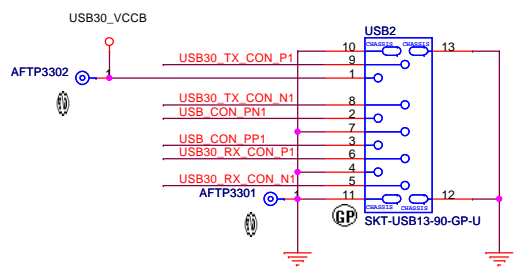 USB30_VCCB
USB2
10 CHASSIS CHASSIS 13
USB30_TX_CON_P1 9
AFTP3302 1 1
USB30_TX_CON_N1 8
USB_CON_PN1 2
7
USB_CON_PP1 3
USB30_RX_CON_P1 6
4
USB30_RX_CON_N1 5
AFTP3301 1 11 CHASSIS CHASSIS 12
GP
SKT-USB13-90-GP-U